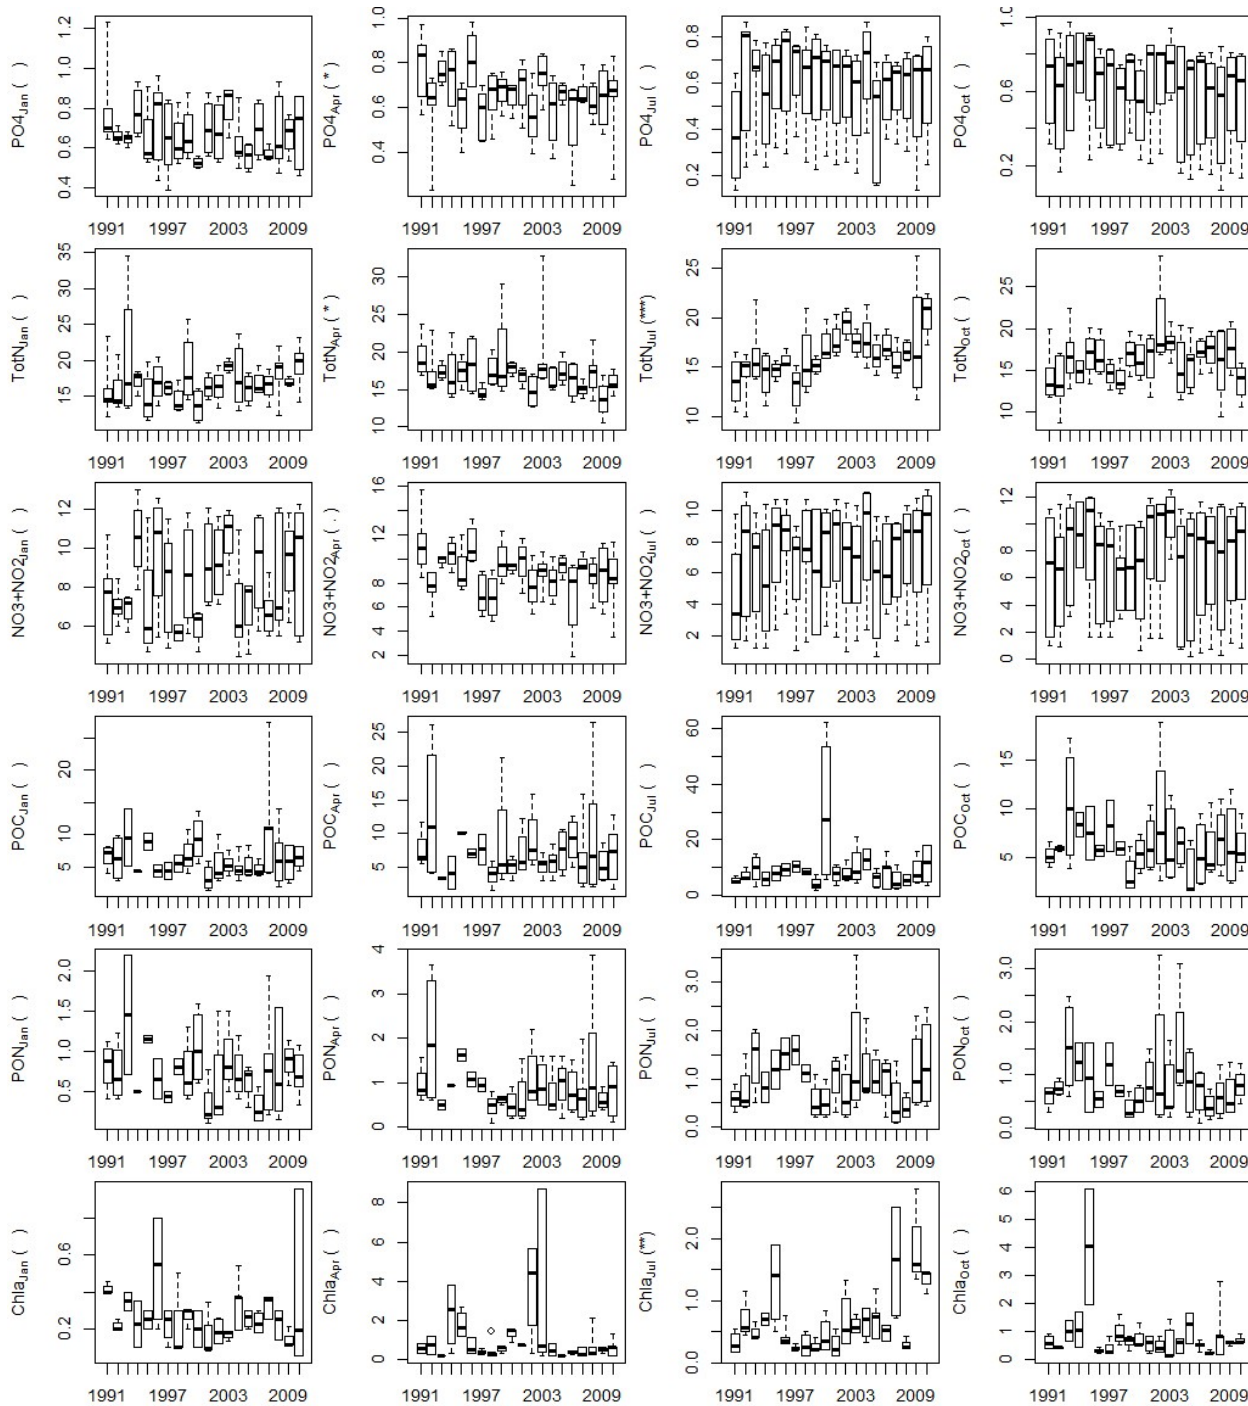 PO4Jan ( )
1.2
1.0
0.8
0.6
0.4
1991 1997 2003 2009
PO4Apr ( * )
0.8
0.6
0.4
PO4Jul ( )
0.8
0.6
0.4
0.2
1991 1997 2003 2009
PO4Oct ( )
1.0
0.6
0.2
1991 1997 2003 2009
1991 1997 2003 2009
TotNJan ( )
35
25
20
15
1991 1997 2003 2009
TotNApr ( * )
30
25
20
15
10
1991 1997 2003 2009
TotNJul (***)
25
20
15
10
1991 1997 2003 2009
TotNOct ( )
25
20
15
10
1991 1997 2003 2009
NO3+NO2Jan ( )
12
10
8
6
1991 1997 2003 2009
NO3+NO2Apr ( . )
16
14
12
10
8
6
4
2
1991 1997 2003 2009
NO3+NO2Jul ( )
10
8
6
4
2
1991 1997 2003 2009
NO3+NO2Oct ( )
12
10
8
6
4
2
0
1991 1997 2003 2009
POCJan ( )
20
10
5
1991 1997 2003 2009
POCApr ( )
25
20
15
10
5
1991 1997 2003 2009
POCJul ( )
60
40
20
10
0
1991 1997 2003 2009
POCOct ( )
15
10
5
1991 1997 2003 2009
PONJan ( )
2.0
1.5
1.0
0.5
1991 1997 2003 2009
PONApr ( )
4
3
2
1
0
1991 1997 2003 2009
PONJul ( )
3.0
2.0
1.0
0.0
1991 1997 2003 2009
PONOct ( )
3.0
2.0
1.0
0.0
1991 1997 2003 2009
ChlaJan ( )
0.6
0.2
1991 1997 2003 2009
ChlaApr ( )
8
6
4
2
0
1991 1997 2003 2009
ChlaJul (**)
2.0
1.0
0.0
1991 1997 2003 2009
ChlaOct ( )
6
5
4
3
2
1
0
1991 1997 2003 2009